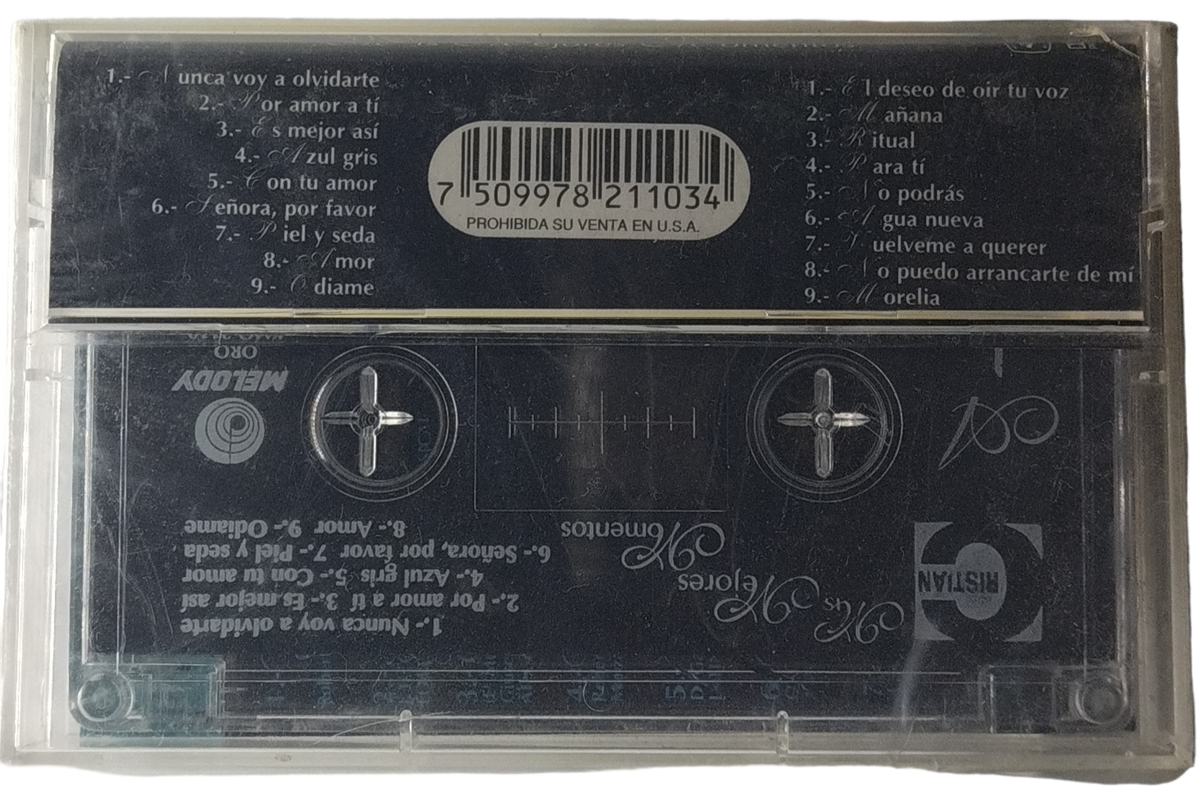 1.- Nunca voy a olvidarte
2.- Por amor a tí
3.- Es mejor así
4.- Azul gris
5.- Con tu amor
6.- Señora, por favor
7.- Piel y seda
8.- Amor
9.- Odiame
7 509978 211034
PROHIBIDA SU VENTA EN U.S.A.
1.- El deseo de oir tu voz
2.- Mañana
3.- Ritual
4.- Para tí
5.- No podrás
6.- Agua nueva
7.- Vuelveme a querer
8.- No puedo arrancarte de mí
9.- Morelia
ORO
MELODY
A
CRISTIAN
Mis
Mejores
Momentos
1.- Nunca voy a olvidarte
2.- Por amor a tí 3.- Es mejor así
4.- Azul gris 5.- Con tu amor
6.- Señora, por favor 7.- Piel y seda
8.- Amor 9.- Odiame